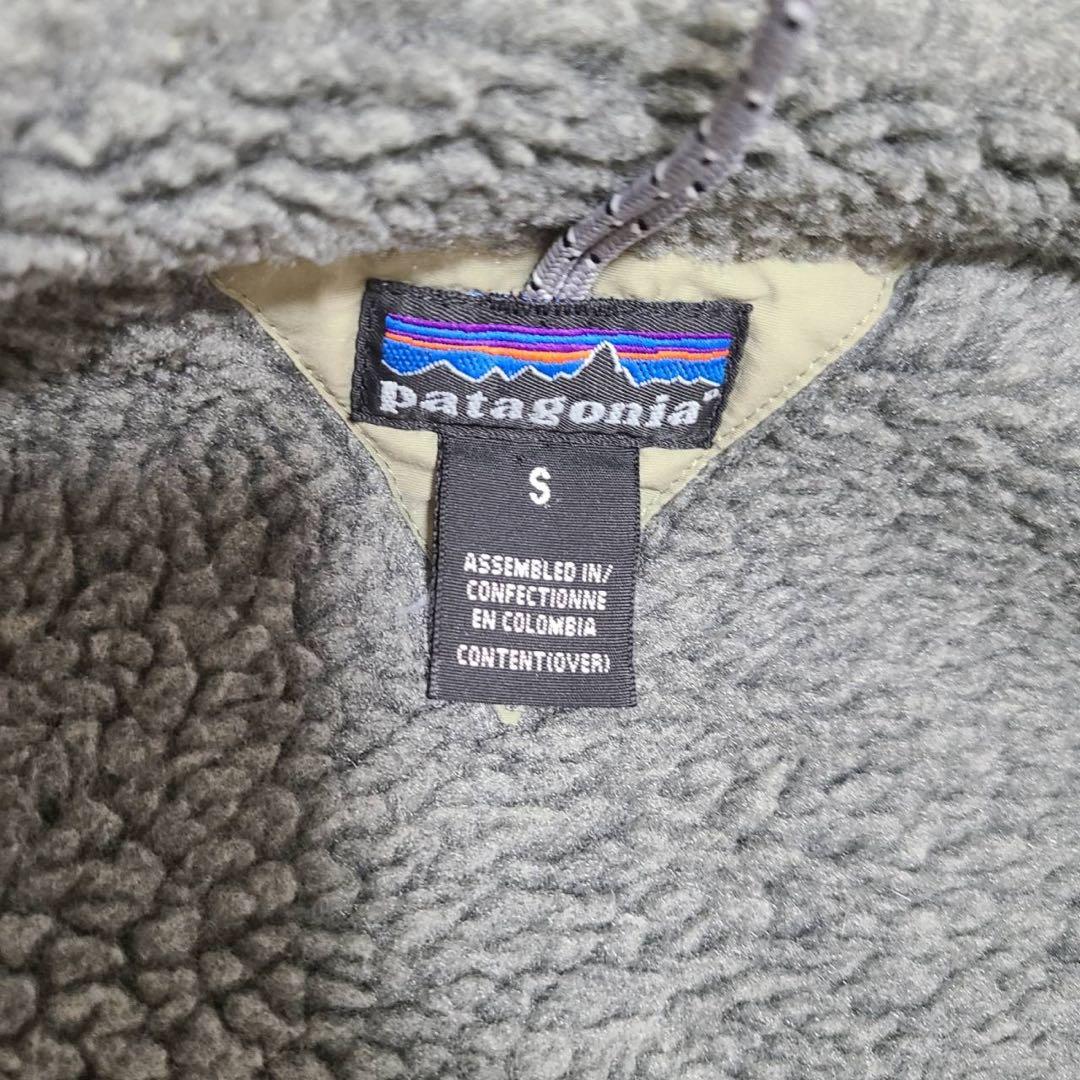 patagonia®
S
ASSEMBLED IN/
CONFECTIONNE
EN COLOMBIA
CONTENT(OVER)